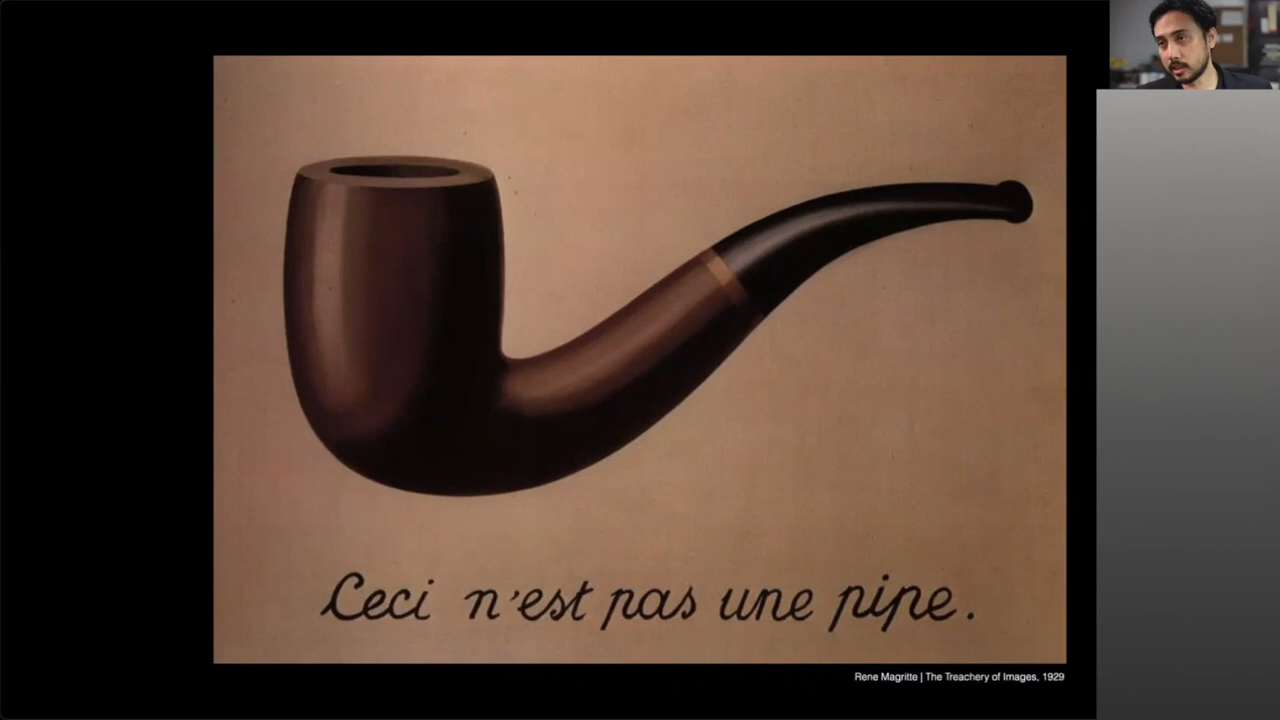 Ceci n'est pas une pipe.
Rene Magritte | The Treachery of Images, 1929